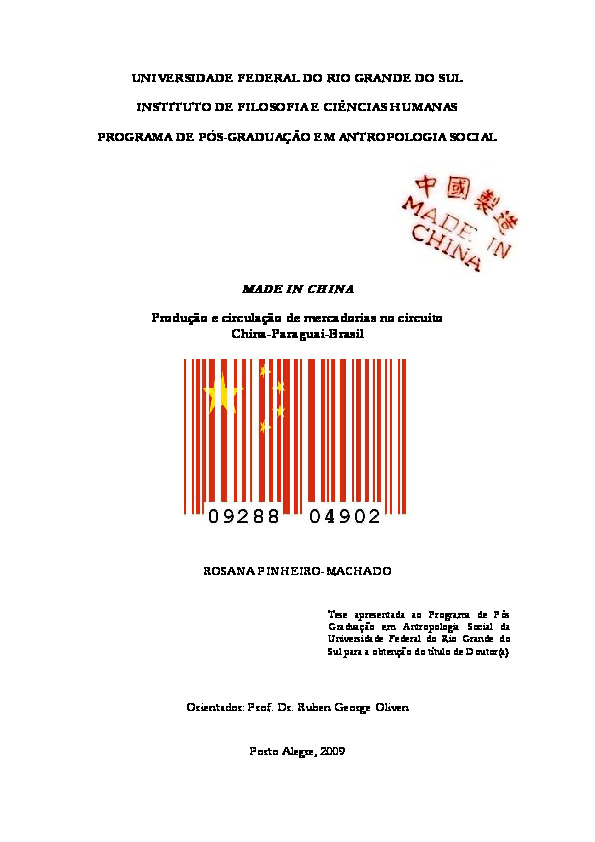 UNIVERSIDADE FEDERAL DO RIO GRANDE DO SUL
INSTITUTO DE FILOSOFIA E CIÊNCIAS HUMANAS
PROGRAMA DE PÓS-GRADUAÇÃO EM ANTROPOLOGIA SOCIAL
中國製造
MADE IN
CHINA
MADE IN CHINA
Produção e circulação de mercadorias no circuito
China-Paraguai-Brasil
09288 04902
ROSANA PINHEIRO-MACHADO
Tese apresentada ao Programa de Pós
Graduação em Antropologia Social da
Universidade Federal do Rio Grande do
Sul para a obtenção do título de Doutor(a)
Orientador: Prof. Dr. Ruben George Oliven
Porto Alegre, 2009